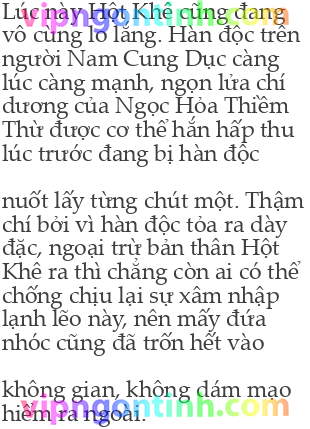 Lúc này Hột Khê cũng đang
vô cùng lo lắng. Hàn độc trên
người Nam Cung Dục càng
lúc càng mạnh, ngọn lửa chí
dương của Ngọc Hỏa Thiềm
Thừ được cơ thể hắn hấp thu
lúc trước đang bị hàn độc
nuốt lấy từng chút một. Thậm
chí bởi vì hàn độc tỏa ra dày
đặc, ngoại trừ bản thân Hột
Khê ra thì chẳng còn ai có thể
chống chịu lại sự xâm nhập
lạnh lẽo này, nên mấy đứa
nhóc cũng đã trốn hết vào
không gian, không dám mạo
hiểm ra ngoài.
vipngontinh.com
vipngontinh.com